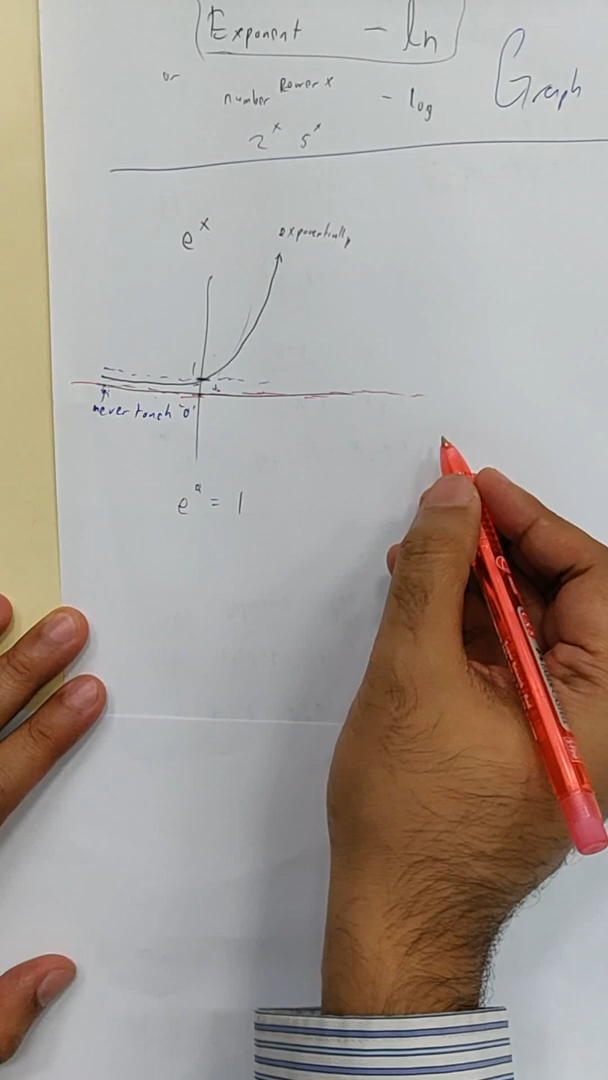 Exponent - ln
or number Power x - log
Graph
2^x 5^x
e^x
exponentially
1
never touch "0"
e^0 = 1